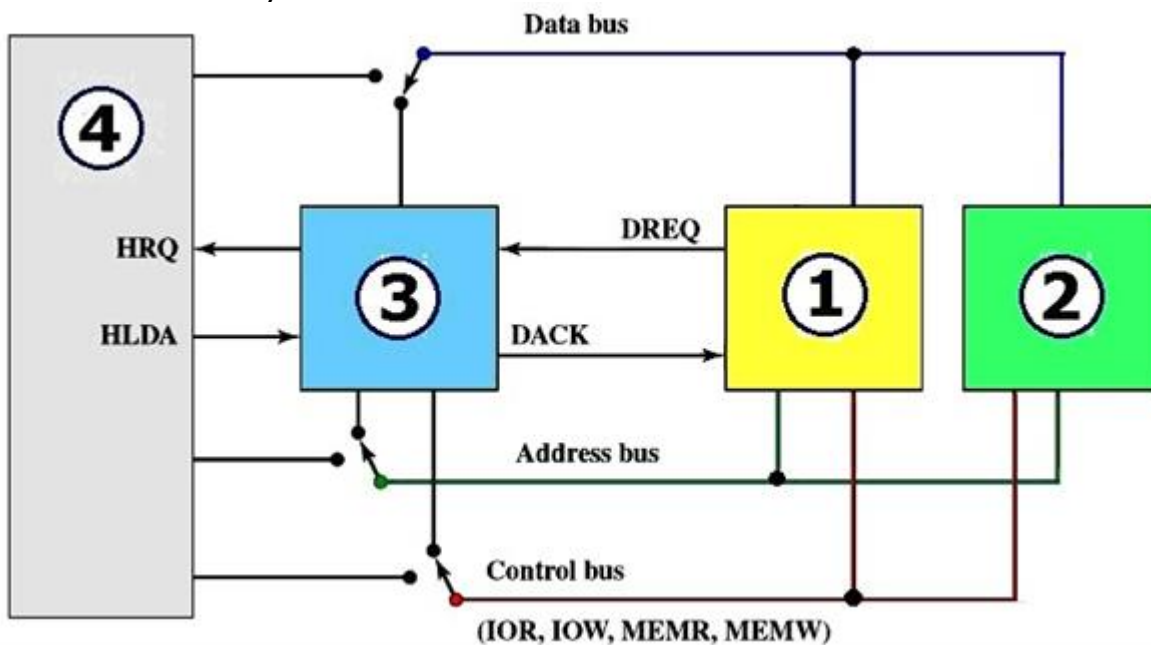 Data bus
4
HRQ
DREQ
3
1
2
HLDA
DACK
Address bus
Control bus
(IOR, IOW, MEMR, MEMW)